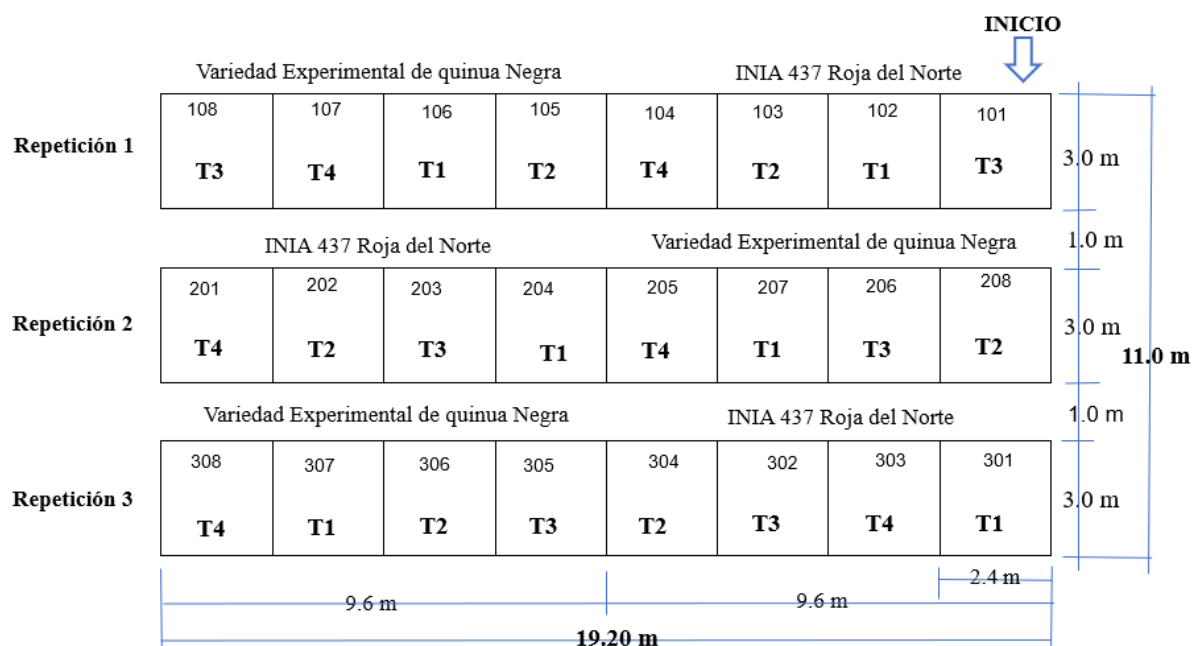 INICIO
Variedad Experimental de quinua Negra
INIA 437 Roja del Norte
Repetición 1
108 107 106 105 104 103 102 101
T3 T4 T1 T2 T4 T2 T1 T3
3.0 m
1.0 m
INIA 437 Roja del Norte
Variedad Experimental de quinua Negra
Repetición 2
201 202 203 204 205 207 206 208
T4 T2 T3 T1 T4 T1 T3 T2
3.0 m
11.0 m
1.0 m
Variedad Experimental de quinua Negra
INIA 437 Roja del Norte
Repetición 3
308 307 306 305 304 302 303 301
T4 T1 T2 T3 T2 T3 T4 T1
3.0 m
2.4 m
9.6 m
9.6 m
19.20 m